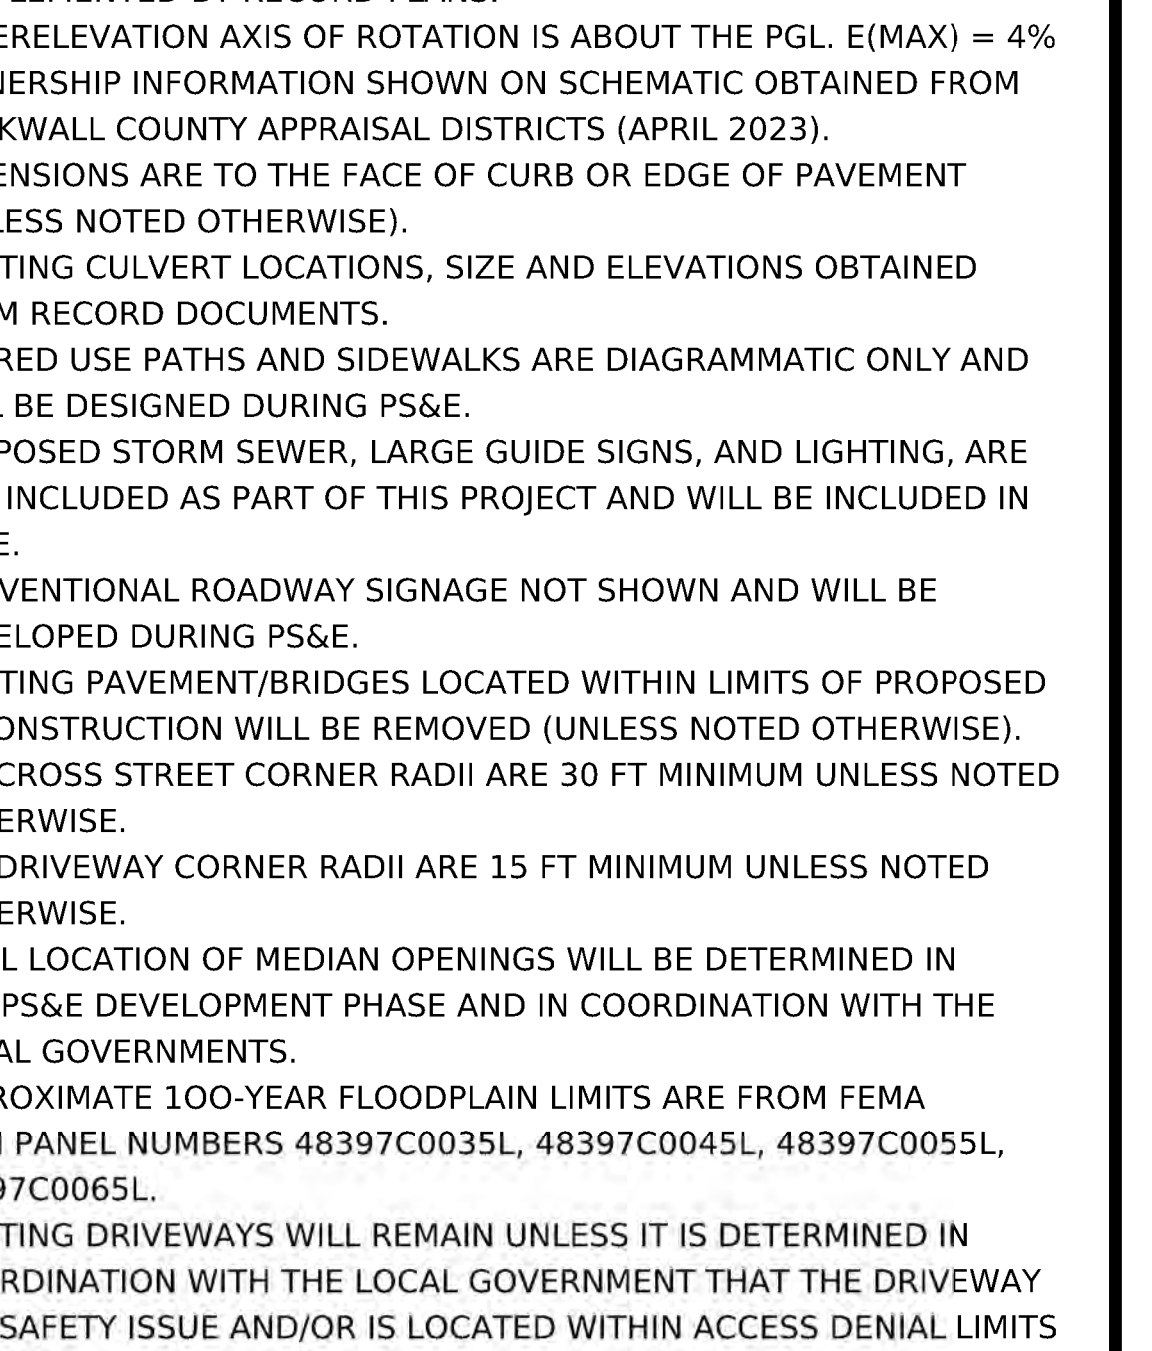 PLEMENTED BY RECORD PLANS.
ERELEVATION AXIS OF ROTATION IS ABOUT THE PGL. E(MAX) = 4%
NERSHIP INFORMATION SHOWN ON SCHEMATIC OBTAINED FROM
KWALL COUNTY APPRAISAL DISTRICTS (APRIL 2023).
ENSIONS ARE TO THE FACE OF CURB OR EDGE OF PAVEMENT
LESS NOTED OTHERWISE).
TING CULVERT LOCATIONS, SIZE AND ELEVATIONS OBTAINED
M RECORD DOCUMENTS.
RED USE PATHS AND SIDEWALKS ARE DIAGRAMMATIC ONLY AND
L BE DESIGNED DURING PS&E.
POSED STORM SEWER, LARGE GUIDE SIGNS, AND LIGHTING, ARE
INCLUDED AS PART OF THIS PROJECT AND WILL BE INCLUDED IN
E.
VENTIONAL ROADWAY SIGNAGE NOT SHOWN AND WILL BE
ELOPED DURING PS&E.
TING PAVEMENT/BRIDGES LOCATED WITHIN LIMITS OF PROPOSED
ONSTRUCTION WILL BE REMOVED (UNLESS NOTED OTHERWISE).
CROSS STREET CORNER RADII ARE 30 FT MINIMUM UNLESS NOTED
ERWISE.
DRIVEWAY CORNER RADII ARE 15 FT MINIMUM UNLESS NOTED
ERWISE.
L LOCATION OF MEDIAN OPENINGS WILL BE DETERMINED IN
PS&E DEVELOPMENT PHASE AND IN COORDINATION WITH THE
AL GOVERNMENTS.
ROXIMATE 1OO-YEAR FLOODPLAIN LIMITS ARE FROM FEMA
PANEL NUMBERS 48397C0035L, 48397C0045L, 48397C0055L,
97C0065L.
TING DRIVEWAYS WILL REMAIN UNLESS IT IS DETERMINED IN
RDINATION WITH THE LOCAL GOVERNMENT THAT THE DRIVEWAY
SAFETY ISSUE AND/OR IS LOCATED WITHIN ACCESS DENIAL LIMITS